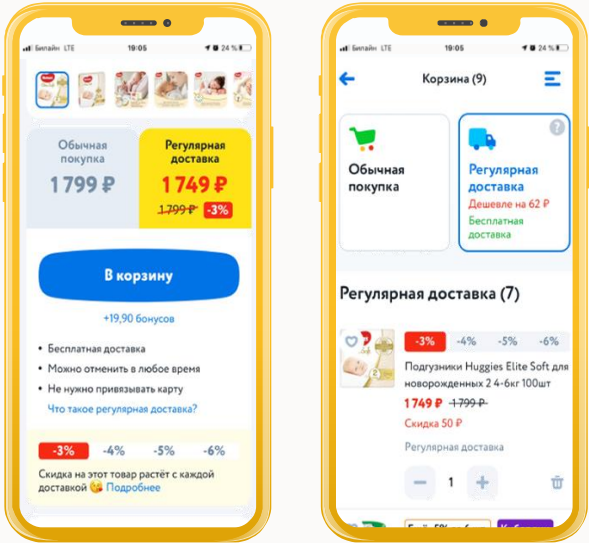 Билайн LTE
19:05
24 %
Обычная
покупка
1 799 ₽
Регулярная
доставка
1 749 ₽
1 799 ₽ -3%
В корзину
+19,90 бонусов
• Бесплатная доставка
• Можно отменить в любое время
• Не нужно привязывать карту
Что такое регулярная доставка?
-3% -4% -5% -6%
Скидка на этот товар растёт с каждой
доставкой 😘 Подробнее
Билайн LTE
19:05
24 %
Корзина (9)
Обычная
покупка
?
Регулярная
доставка
Дешевле на 62 ₽
Бесплатная
доставка
Регулярная доставка (7)
-3% -4% -5% -6%
Подгузники Huggies Elite Soft для
новорожденных 2 4-6кг 100шт
1 749 ₽ 1 799 ₽
Скидка 50 ₽
Регулярная доставка
− 1 +